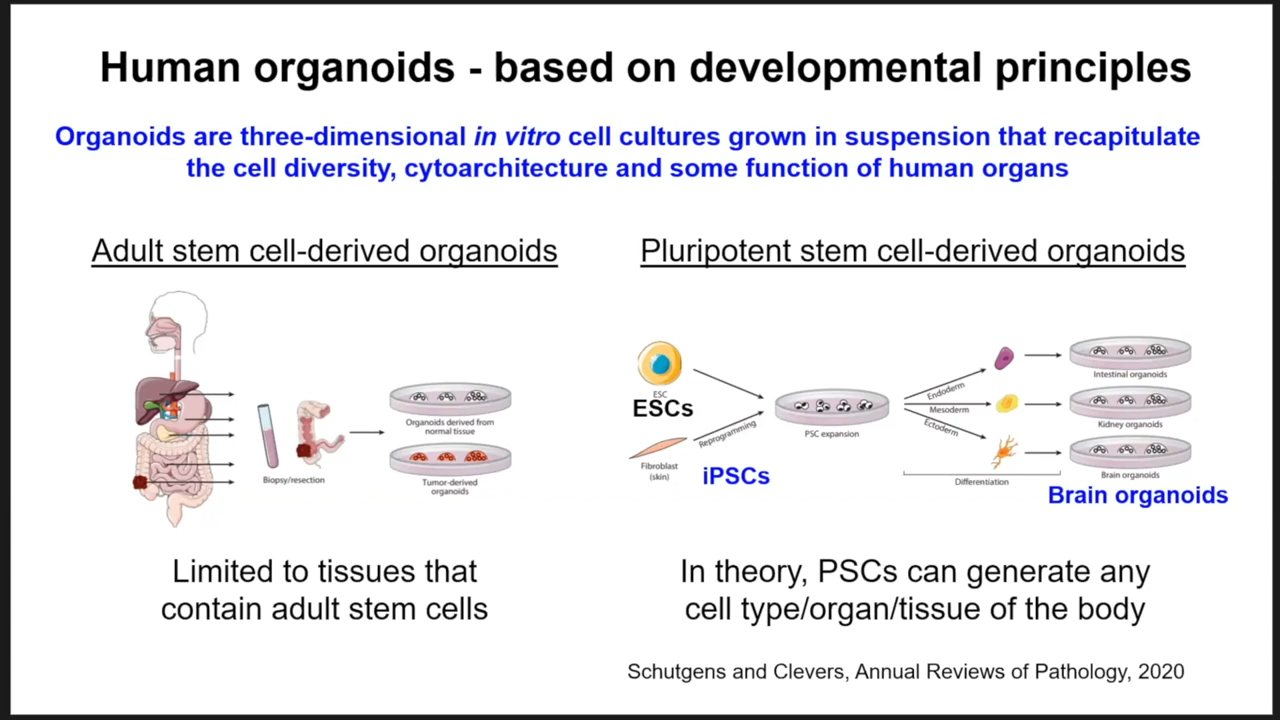 Human organoids - based on developmental principles
Organoids are three-dimensional in vitro cell cultures grown in suspension that recapitulate
the cell diversity, cytoarchitecture and some function of human organs
Adult stem cell-derived organoids
Biopsy/resection
Organoids derived from
normal tissue
Tumor-derived
organoids
Limited to tissues that
contain adult stem cells
Pluripotent stem cell-derived organoids
ESC
ESCs
Fibroblast
(skin)
Reprogramming
iPSCs
PSC expansion
Endoderm
Mesoderm
Ectoderm
Differentiation
Intestinal organoids
Kidney organoids
Brain organoids
Brain organoids
In theory, PSCs can generate any
cell type/organ/tissue of the body
Schutgens and Clevers, Annual Reviews of Pathology, 2020